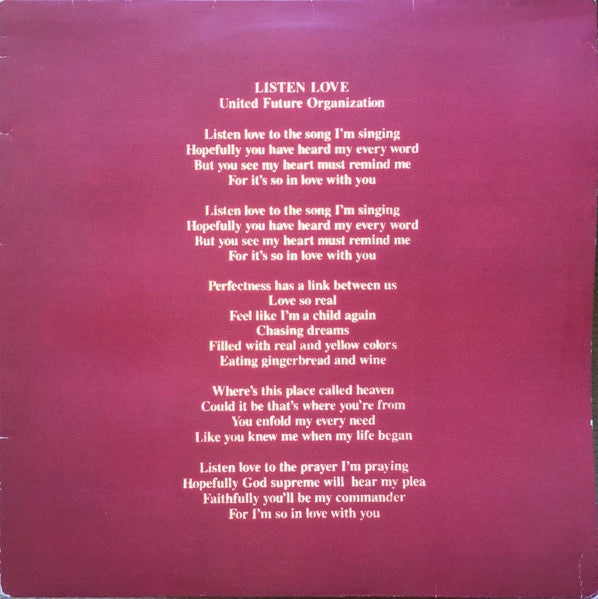 LISTEN LOVE
United Future Organization
Listen love to the song I'm singing
Hopefully you have heard my every word
But you see my heart must remind me
For it's so in love with you
Listen love to the song I'm singing
Hopefully you have heard my every word
But you see my heart must remind me
For it's so in love with you
Perfectness has a link between us
Love so real
Feel like I'm a child again
Chasing dreams
Filled with real and yellow colors
Eating gingerbread and wine
Where's this place called heaven
Could it be that's where you're from
You enfold my every need
Like you knew me when my life began
Listen love to the prayer I'm praying
Hopefully God supreme will hear my plea
Faithfully you'll be my commander
For I'm so in love with you